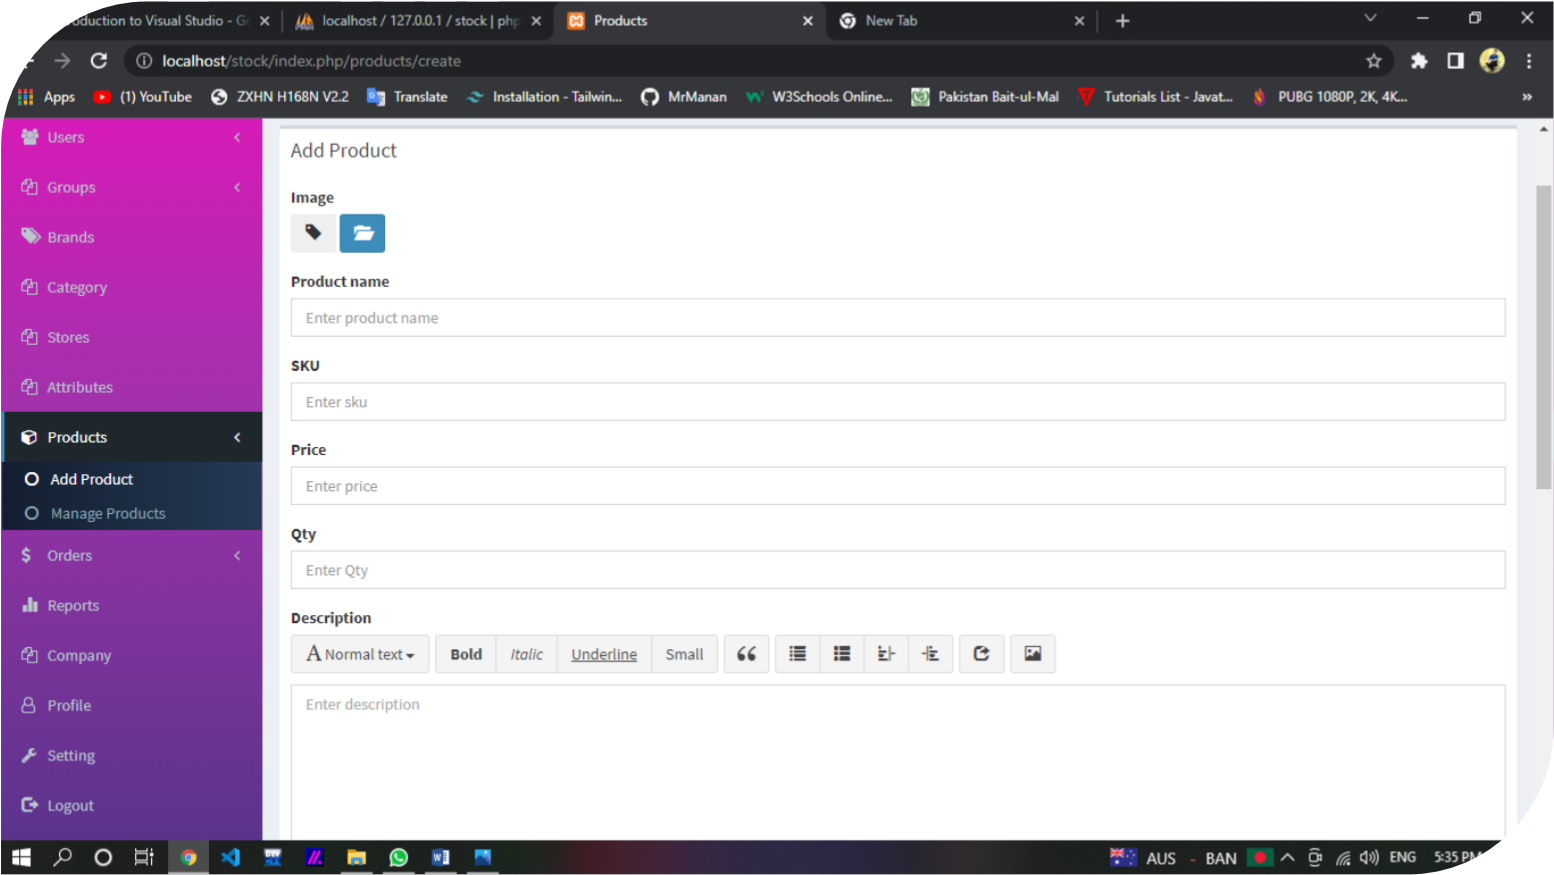 oduction to Visual Studio - Ge
localhost / 127.0.0.1 / stock | php
Products
New Tab
localhost/stock/index.php/products/create
Apps
(1) YouTube
ZXHN H168N V2.2
Translate
Installation - Tailwin...
MrManan
W3Schools Online...
Pakistan Bait-ul-Mal
Tutorials List - Javat...
PUBG 1080P, 2K, 4K...
»
Users
Groups
Brands
Category
Stores
Attributes
Products
Add Product
Manage Products
Orders
Reports
Company
Profile
Setting
Logout
Add Product
Image
Product name
Enter product name
SKU
Enter sku
Price
Enter price
Qty
Enter Qty
Description
A Normal text
Bold
Italic
Underline
Small
Enter description
AUS - BAN
ENG
5:35 PM